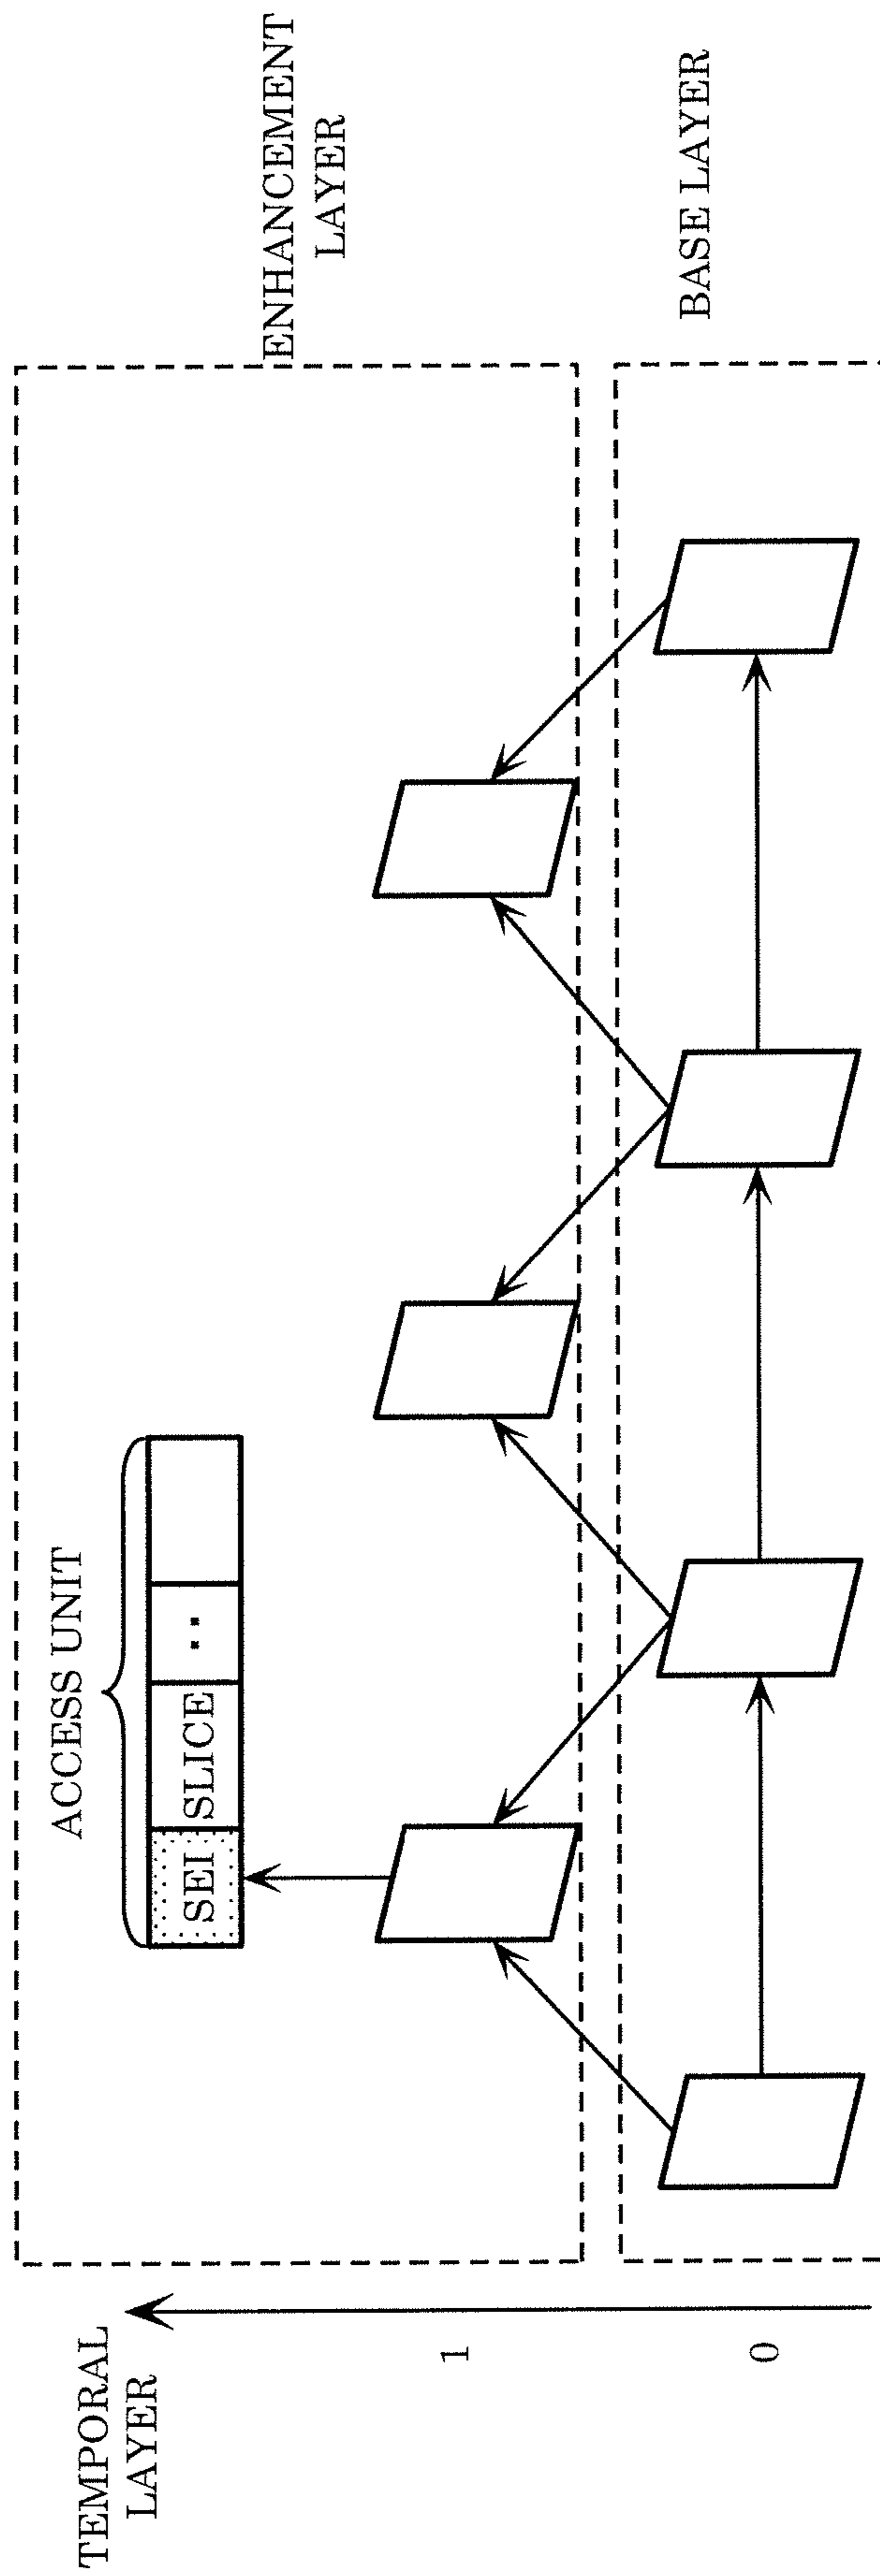 TEMPORAL
LAYER
1
0
ACCESS UNIT
SEI
SLICE
..
ENHANCEMENT
LAYER
BASE LAYER